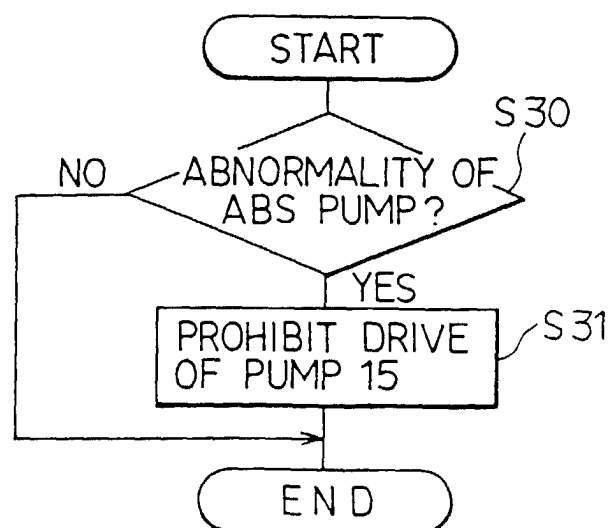 START
S30
NO
ABNORMALITY OF
ABS PUMP?
YES
PROHIBIT DRIVE
OF PUMP 15
S31
END